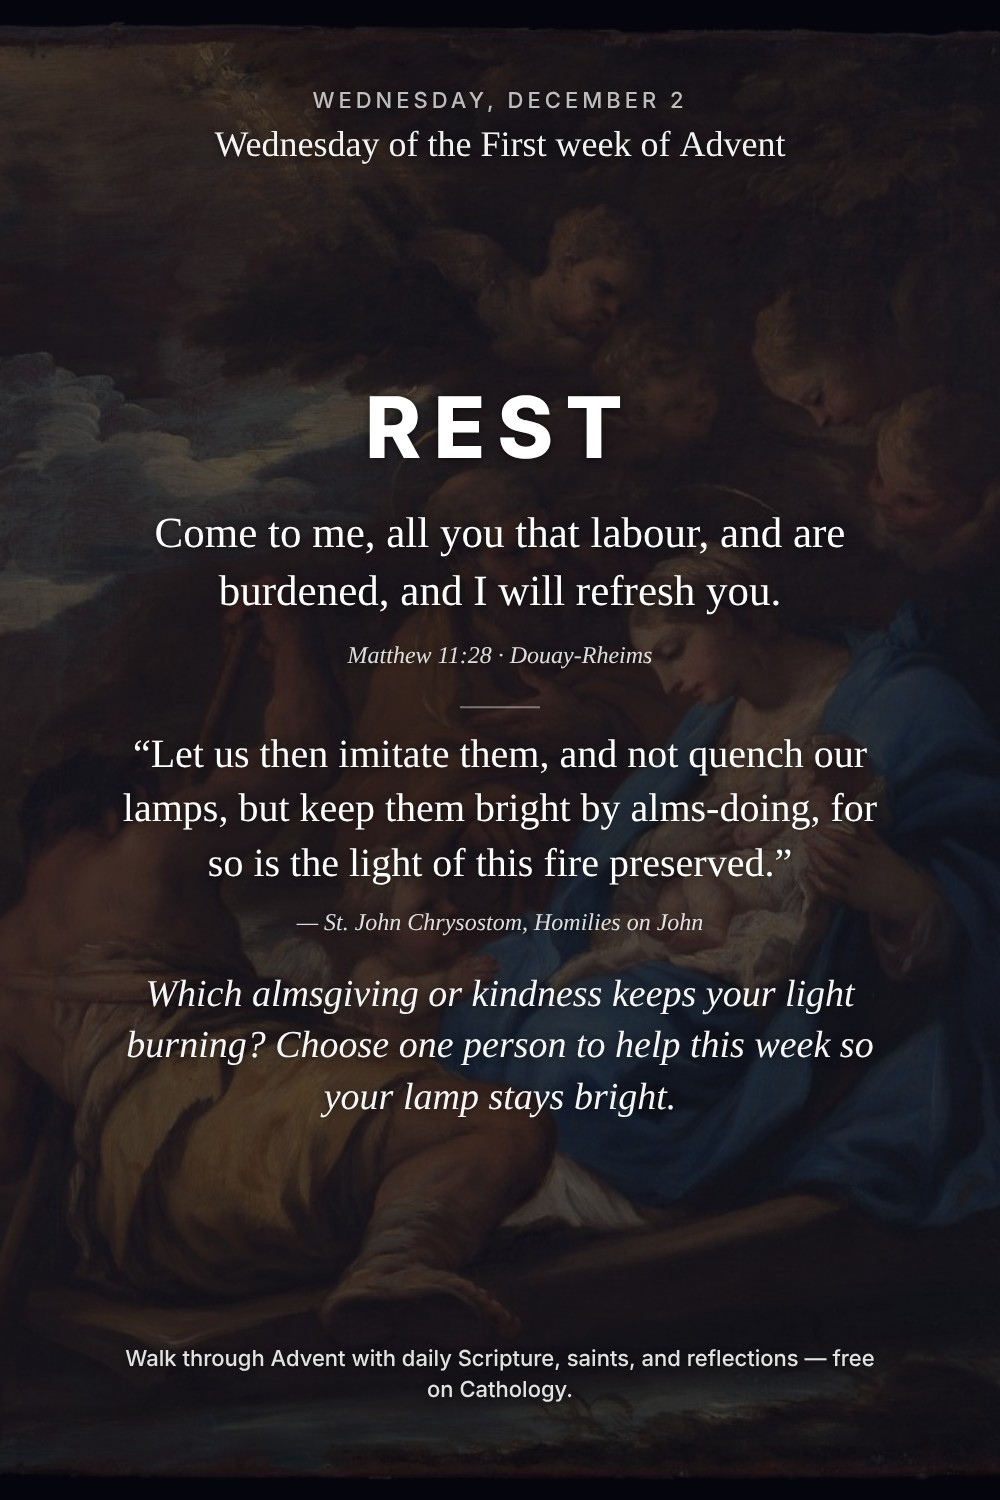 WEDNESDAY, DECEMBER 2
Wednesday of the First week of Advent
REST
Come to me, all you that labour, and are
burdened, and I will refresh you.
Matthew 11:28 · Douay-Rheims
“Let us then imitate them, and not quench our
lamps, but keep them bright by alms-doing, for
so is the light of this fire preserved.”
— St. John Chrysostom, Homilies on John
Which almsgiving or kindness keeps your light
burning? Choose one person to help this week so
your lamp stays bright.
Walk through Advent with daily Scripture, saints, and reflections — free
on Cathology.